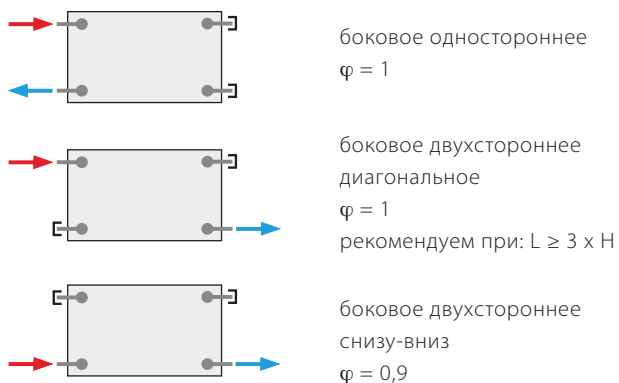 боковое одностороннее
φ = 1
боковое двухстороннее
диагональное
φ = 1
рекомендуем при: L ≥ 3 x H
боковое двухстороннее
снизу-вниз
φ = 0,9